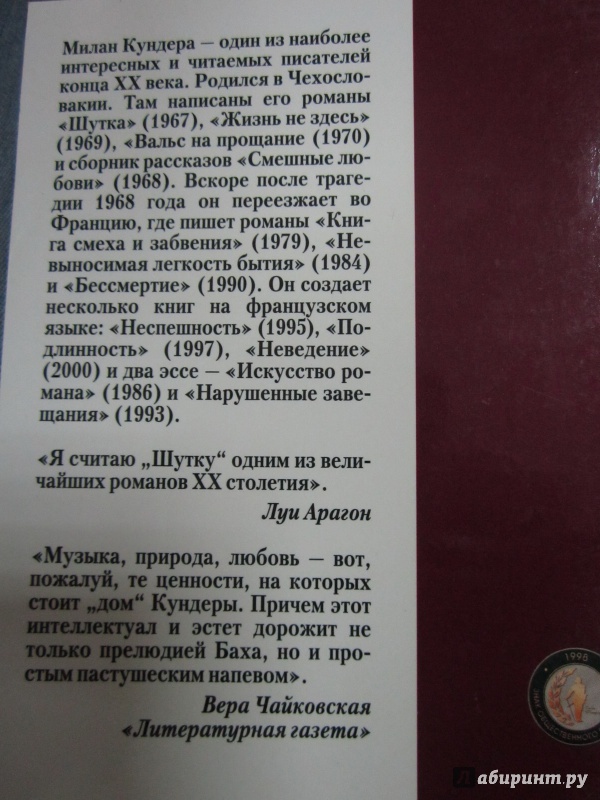 Милан Кундера – один из наиболее
интересных и читаемых писателей
конца XX века. Родился в Чехосло-
вакии. Там написаны его романы
«Шутка» (1967), «Жизнь не здесь»
(1969), «Вальс на прощание (1970)
и сборник рассказов «Смешные лю-
бови» (1968). Вскоре после траге-
дии 1968 года он переезжает во
Францию, где пишет романы «Кни-
га смеха и забвения» (1979), «Не-
выносимая легкость бытия» (1984)
и «Бессмертие» (1990). Он создает
несколько книг на французском
языке: «Неспешность» (1995), «По-
длинность» (1997), «Неведение»
(2000) и два эссе – «Искусство ро-
мана» (1986) и «Нарушенные заве-
щания» (1993).
«Я считаю „Шутку“ одним из вели-
чайших романов XX столетия».
Луи Арагон
«Музыка, природа, любовь – вот,
пожалуй, те ценности, на которых
стоит „дом“ Кундеры. Причем этот
интеллектуал и эстет дорожит не
только прелюдией Баха, но и про-
стым пастушеским напевом».
Вера Чайковская
«Литературная газета»
1998
ОБЩЕСТВЕННОГО
абиринт.ру